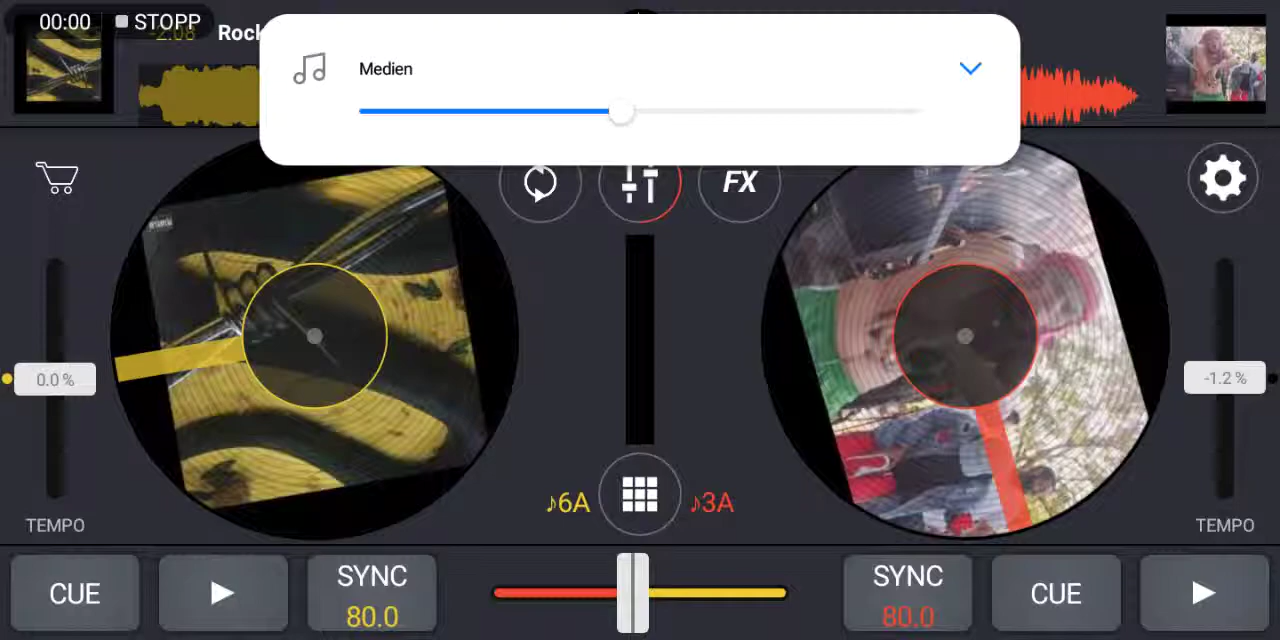 00:00 STOPP
-2.08 Rock
Medien
FX
0.0 %
-1.2 %
♪6A
♪3A
TEMPO
TEMPO
CUE
SYNC
80.0
SYNC
80.0
CUE